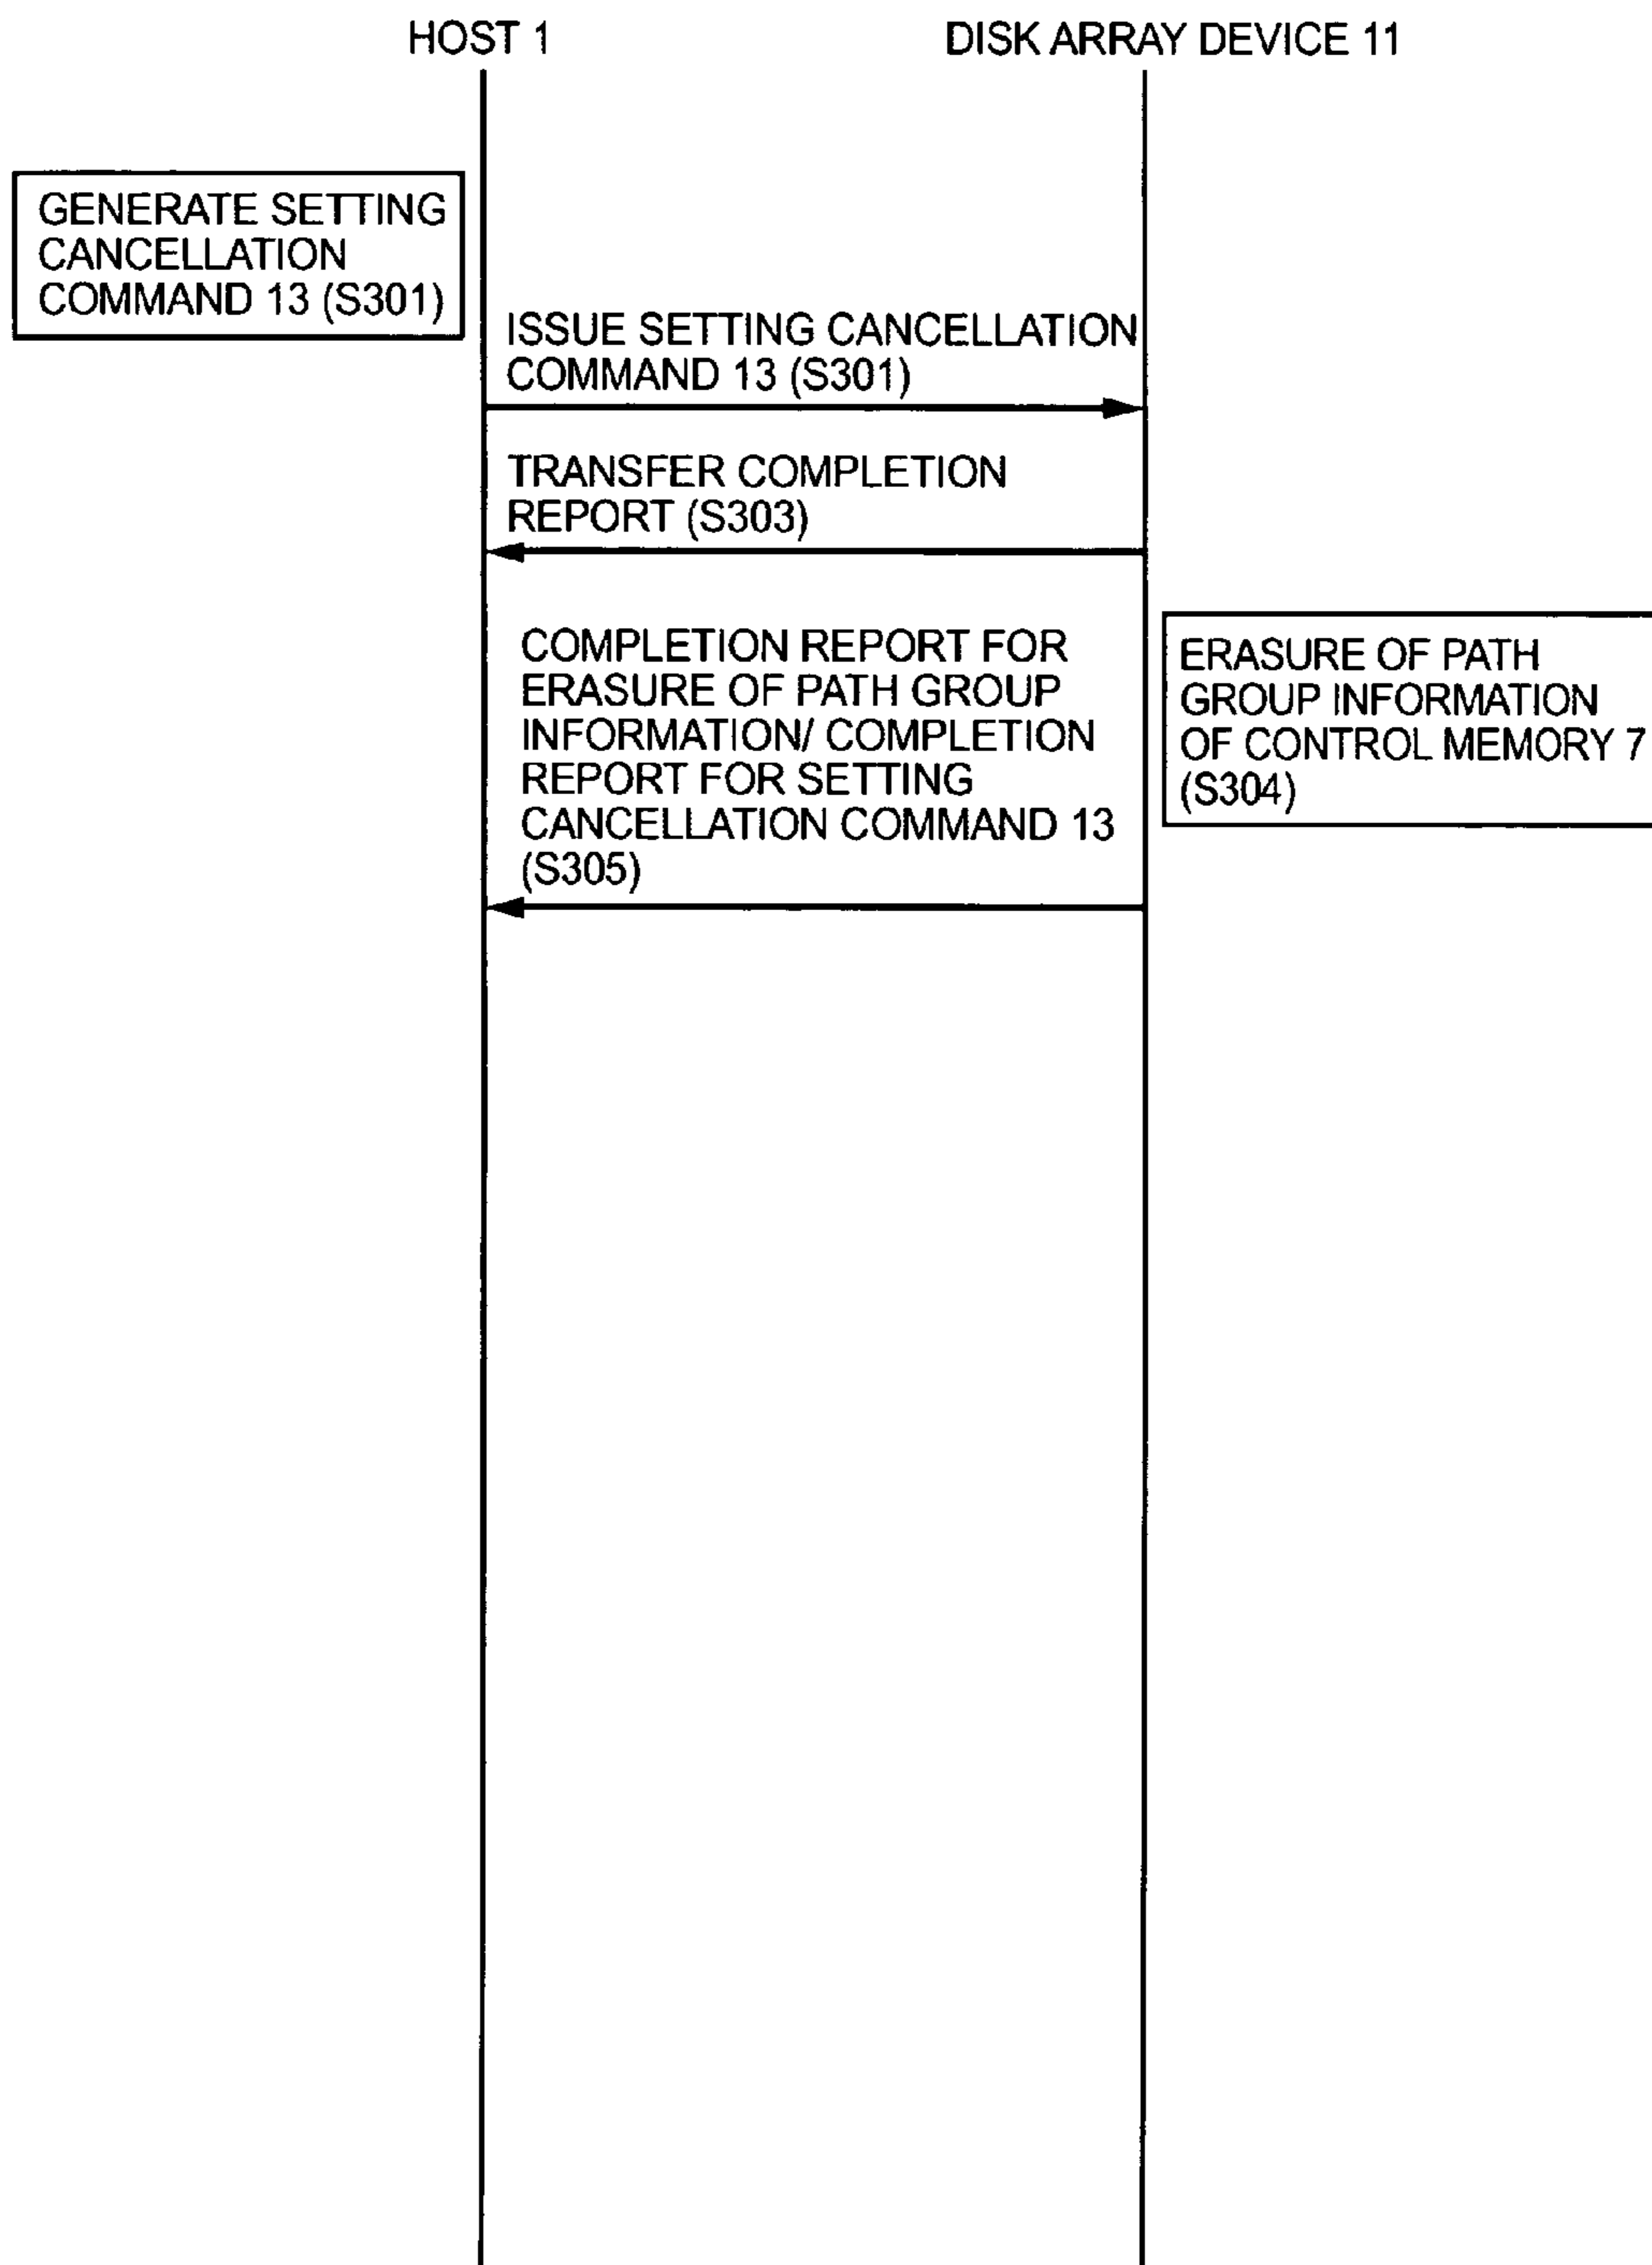 HOST 1
DISK ARRAY DEVICE 11
GENERATE SETTING
CANCELLATION
COMMAND 13 (S301)
ISSUE SETTING CANCELLATION
COMMAND 13 (S301)
TRANSFER COMPLETION
REPORT (S303)
COMPLETION REPORT FOR
ERASURE OF PATH GROUP
INFORMATION/ COMPLETION
REPORT FOR SETTING
CANCELLATION COMMAND 13
(S305)
ERASURE OF PATH
GROUP INFORMATION
OF CONTROL MEMORY 7
(S304)